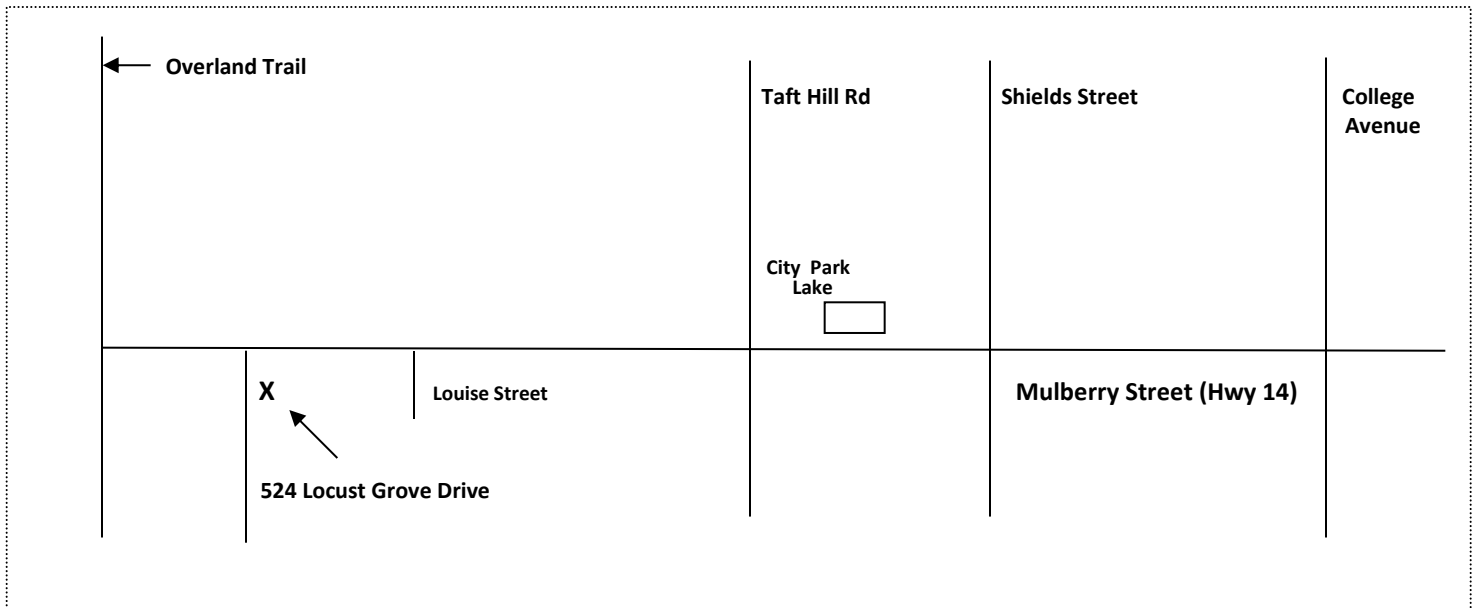 Overland Trail
Taft Hill Rd
Shields Street
College
Avenue
City Park
Lake
X
Louise Street
Mulberry Street (Hwy 14)
524 Locust Grove Drive